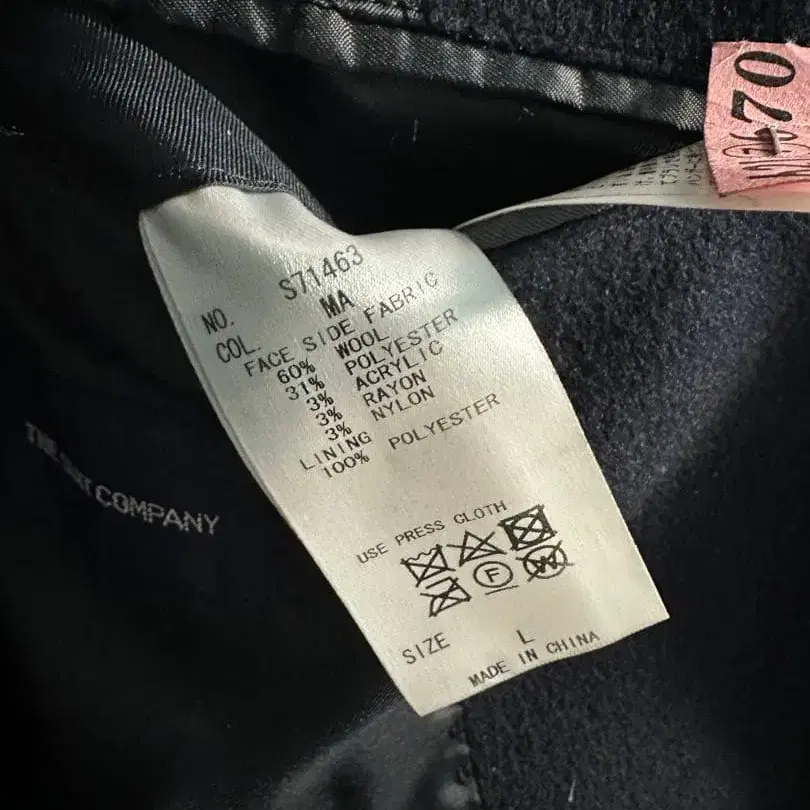 70
NO. S71463
COL. MA
FACE SIDE FABRIC
60% WOOL
31% POLYESTER
3% ACRYLIC
3% RAYON
3% NYLON
LINING
100% POLYESTER
COMPANY
USE PRESS CLOTH
F
W
SIZE L
MADE IN CHINA